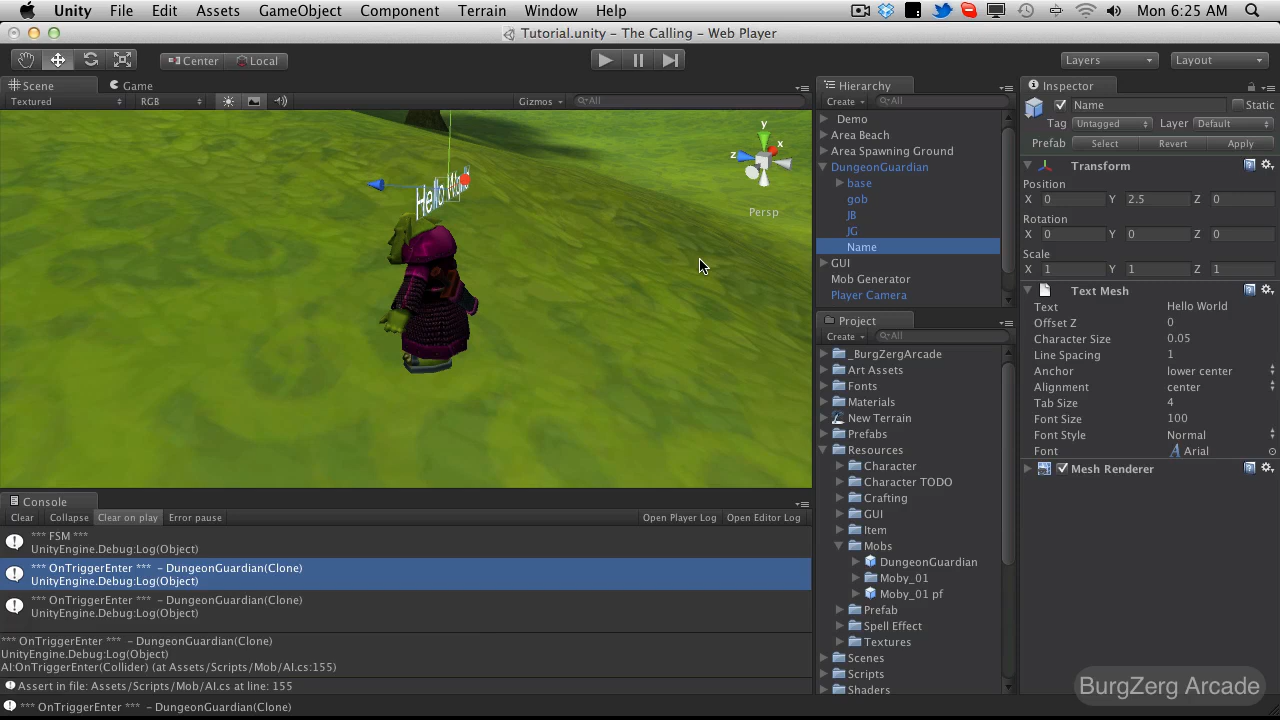 Unity File Edit Assets GameObject Component Terrain Window Help Mon 6:25 AM
Tutorial.unity - The Calling - Web Player
Center Local Layers Layout
Scene Game
Textured RGB Gizmos All
y
x
z
Persp
Hello World
Hierarchy
Create All
Demo
Area Beach
Area Spawning Ground
DungeonGuardian
base
gob
JB
JG
Name
GUI
Mob Generator
Player Camera
Project
Create All
_BurgZergArcade
Art Assets
Fonts
Materials
New Terrain
Prefabs
Resources
Character
Character TODO
Crafting
GUI
Item
Mobs
DungeonGuardian
Moby_01
Moby_01 pf
Prefab
Spell Effect
Textures
Scenes
Scripts
Shaders
Inspector
Name Static
Tag Untagged Layer Default
Prefab Select Revert Apply
Transform
Position
X 0 Y 2.5 Z 0
Rotation
X 0 Y 0 Z 0
Scale
X 1 Y 1 Z 1
Text Mesh
Text Hello World
Offset Z 0
Character Size 0.05
Line Spacing 1
Anchor lower center
Alignment center
Tab Size 4
Font Size 100
Font Style Normal
Font Arial
Mesh Renderer
Console
Clear Collapse Clear on play Error pause Open Player Log Open Editor Log
*** FSM ***
UnityEngine.Debug:Log(Object)
*** OnTriggerEnter *** - DungeonGuardian(Clone)
UnityEngine.Debug:Log(Object)
*** OnTriggerEnter *** - DungeonGuardian(Clone)
UnityEngine.Debug:Log(Object)
*** OnTriggerEnter *** - DungeonGuardian(Clone)
UnityEngine.Debug:Log(Object)
AI:OnTriggerEnter(Collider) (at Assets/Scripts/Mob/AI.cs:155)
Assert in file: Assets/Scripts/Mob/AI.cs at line: 155
*** OnTriggerEnter *** - DungeonGuardian(Clone)
BurgZerg Arcade